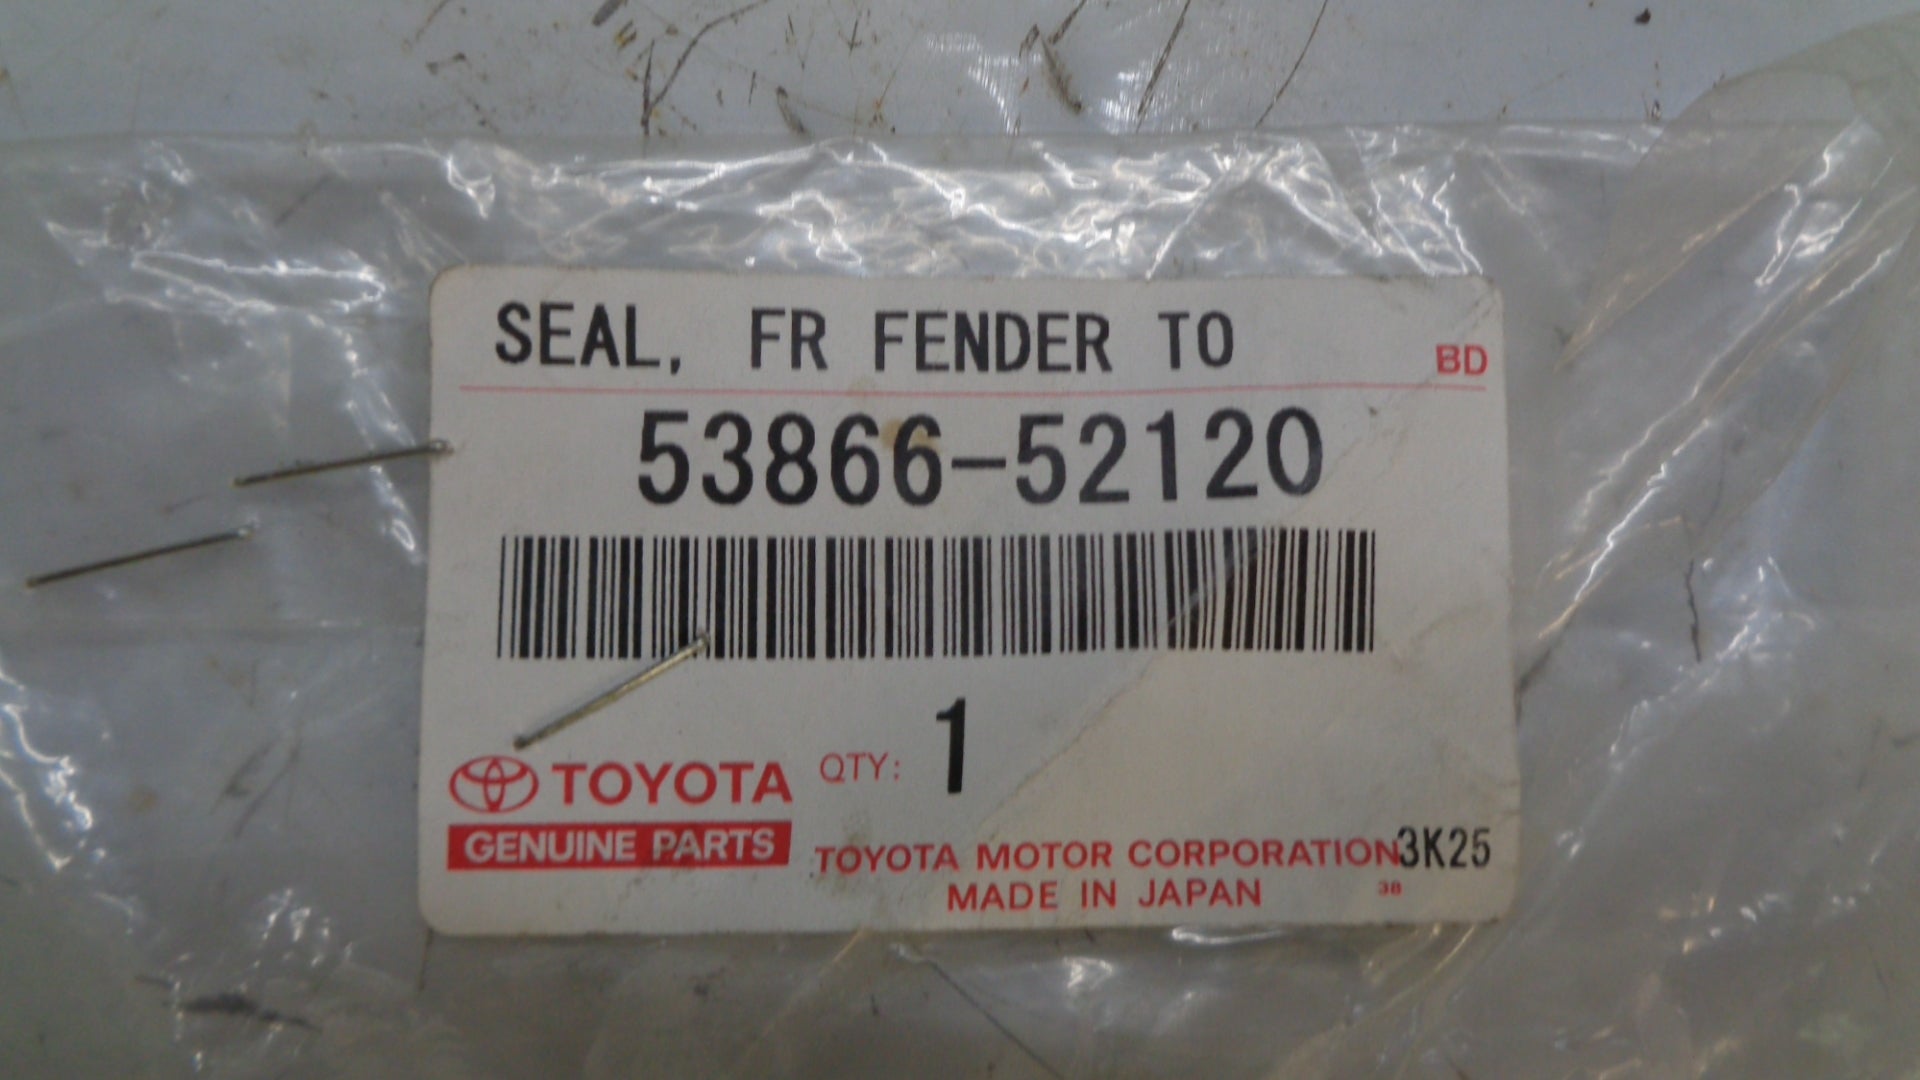 SEAL, FR FENDER TO
BD
53866-52120
QTY: 1
TOYOTA
GENUINE PARTS
TOYOTA MOTOR CORPORATION 3K25
MADE IN JAPAN 38